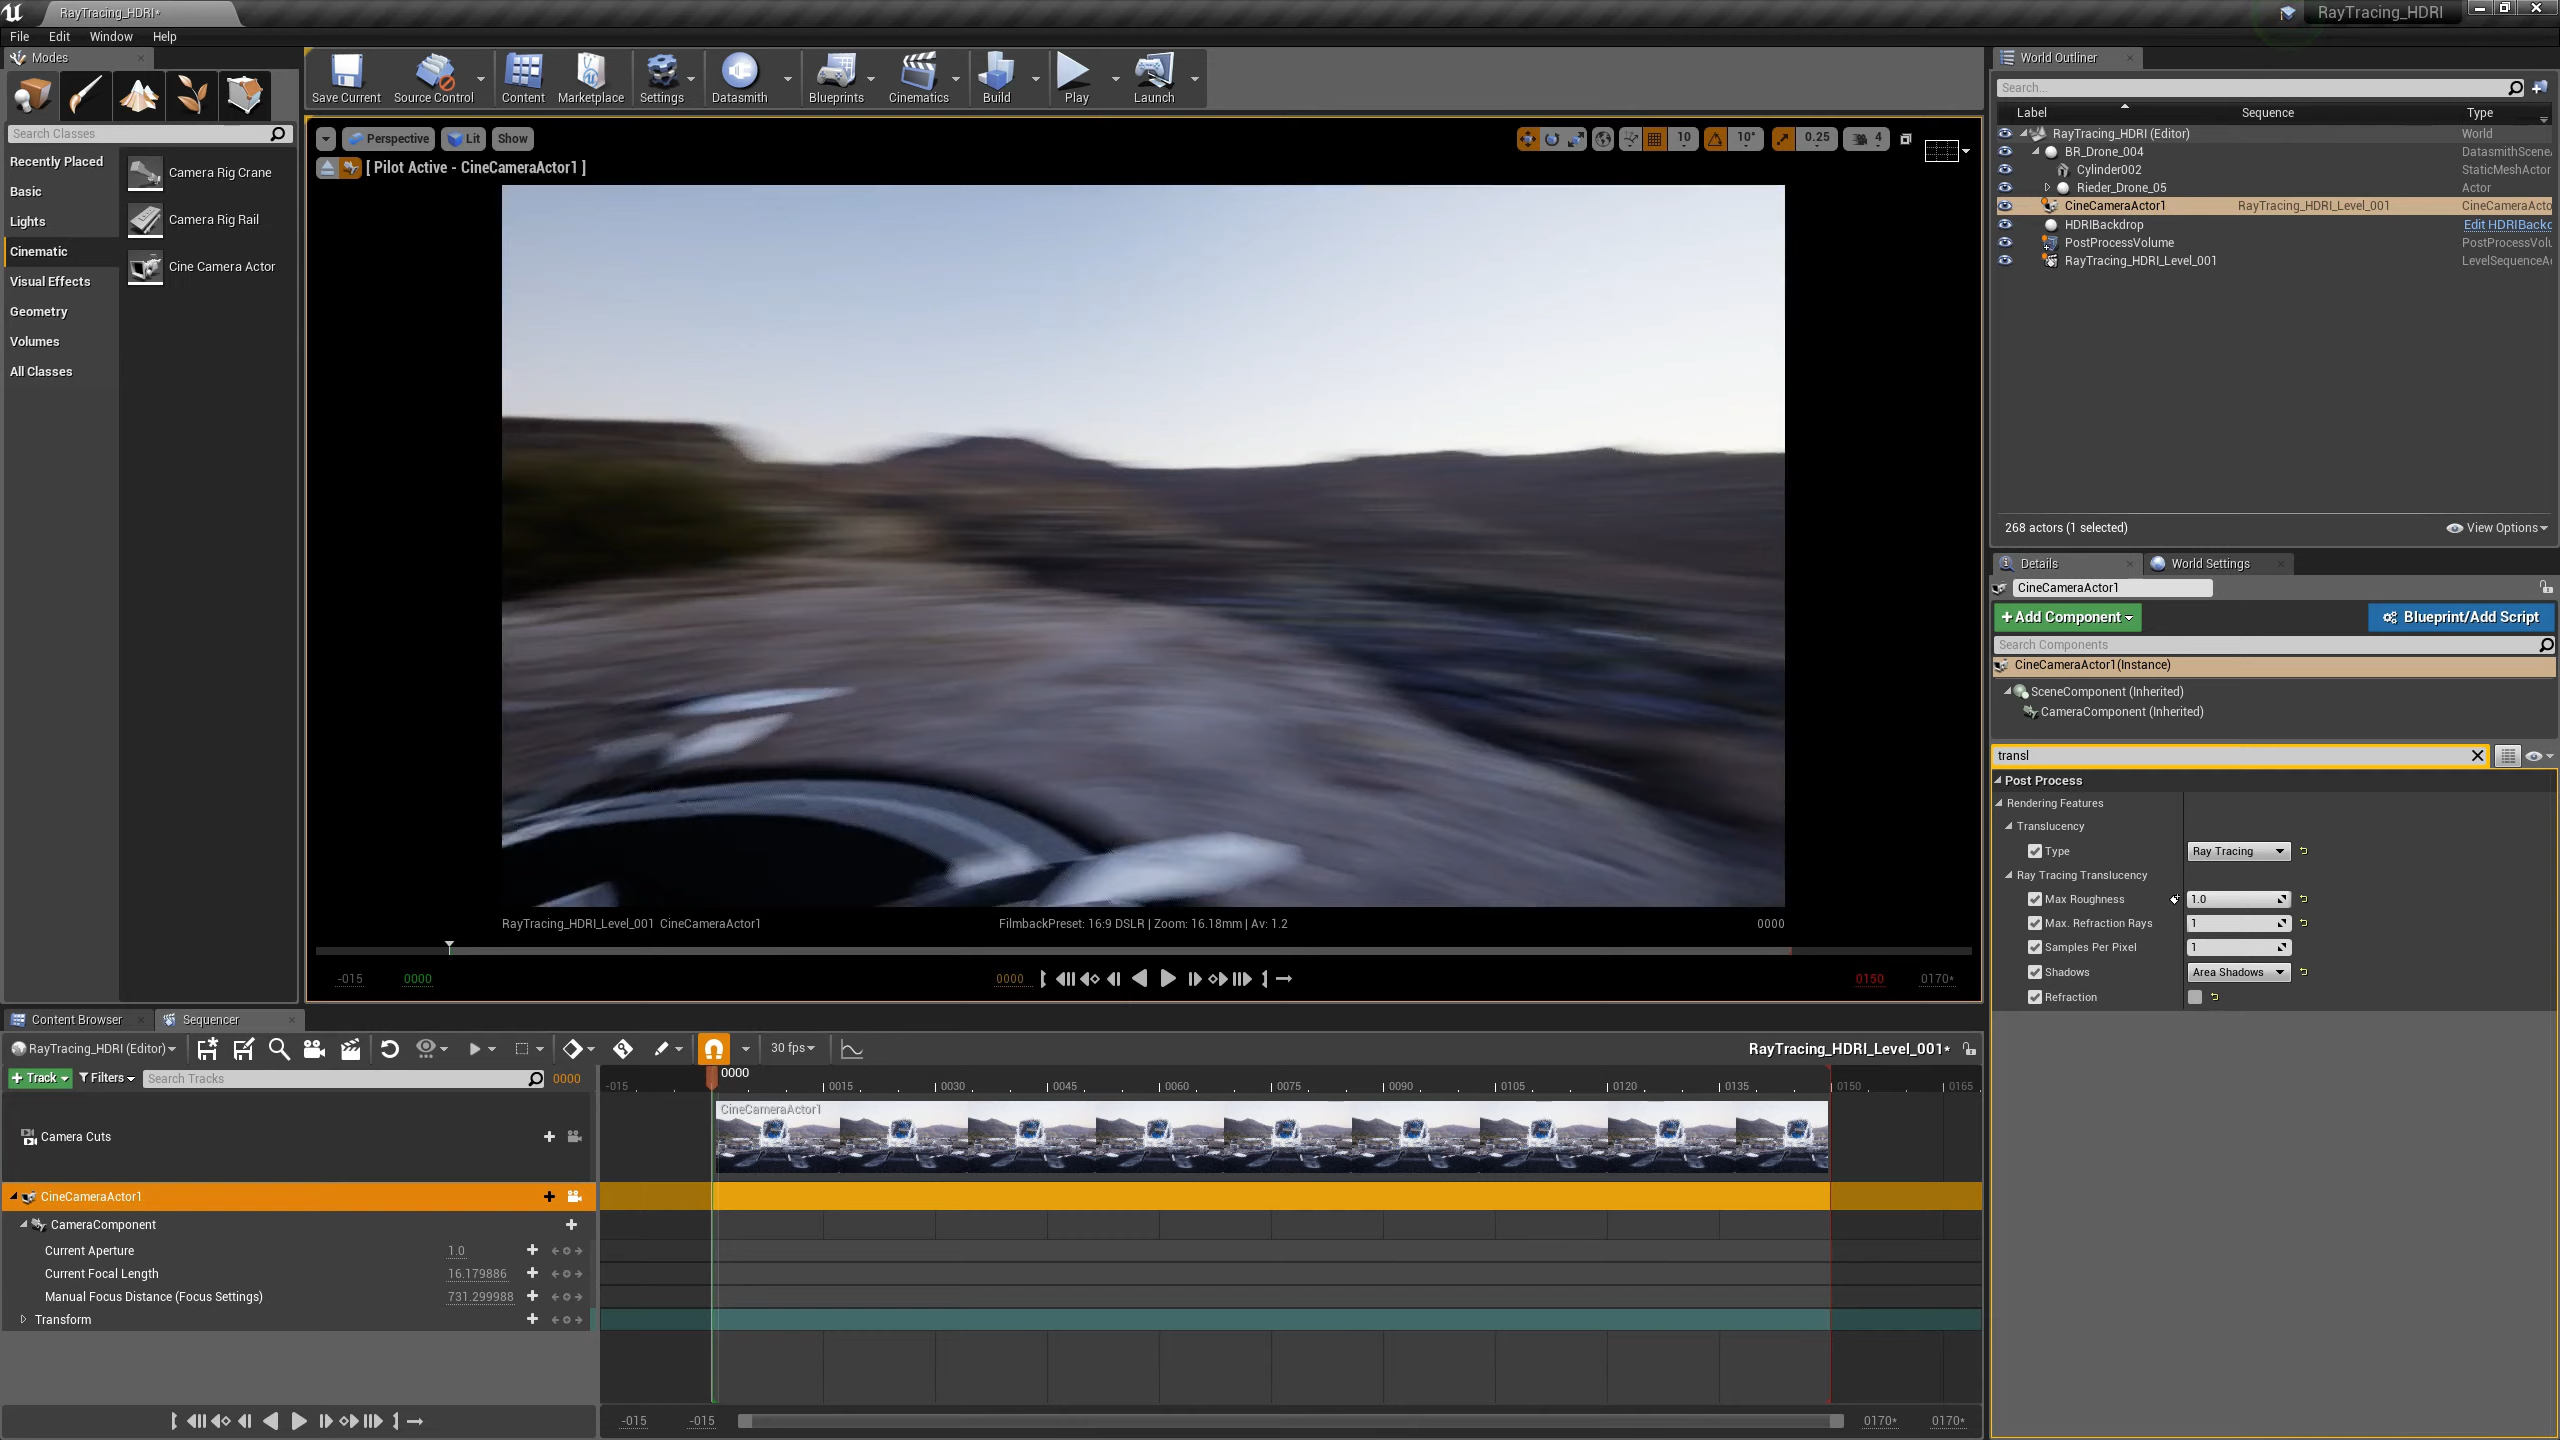 RayTracing_HDRI*
RayTracing_HDRI
File Edit Window Help
Modes
World Outliner
Save Current Source Control Content Marketplace Settings Datasmith Blueprints Cinematics Build Play Launch
Search...
Label Sequence Type
Search Classes
Perspective Lit Show
10 10° 0.25 4
RayTracing_HDRI (Editor) World
BR_Drone_004 DatasmithScene
Cylinder002 StaticMeshActor
Rieder_Drone_05 Actor
CineCameraActor1 RayTracing_HDRI_Level_001 CineCameraActo
HDRIBackdrop Edit HDRIBackd
PostProcessVolume PostProcessVolu
RayTracing_HDRI_Level_001 LevelSequenceA
Recently Placed
Basic
Lights
Cinematic
Visual Effects
Geometry
Volumes
All Classes
Camera Rig Crane
Camera Rig Rail
Cine Camera Actor
[ Pilot Active - CineCameraActor1 ]
268 actors (1 selected) View Options
Details World Settings
CineCameraActor1
+Add Component Blueprint/Add Script
Search Components
CineCameraActor1(Instance)
SceneComponent (Inherited)
CameraComponent (Inherited)
transl
Post Process
Rendering Features
Translucency
Type Ray Tracing
Ray Tracing Translucency
Max Roughness 1.0
Max. Refraction Rays 1
Samples Per Pixel 1
Shadows Area Shadows
Refraction
RayTracing_HDRI_Level_001 CineCameraActor1 FilmbackPreset: 16:9 DSLR | Zoom: 16.18mm | Av: 1.2 0000
-015 0000 0000 0150 0170*
Content Browser Sequencer
RayTracing_HDRI (Editor) 30 fps RayTracing_HDRI_Level_001*
+ Track Filters Search Tracks 0000
0000
-015 0015 0030 0045 0060 0075 0090 0105 0120 0135 0150 0165
CineCameraActor1
Camera Cuts
CineCameraActor1
CameraComponent
Current Aperture 1.0
Current Focal Length 16.179886
Manual Focus Distance (Focus Settings) 731.299988
Transform
-015 -015 0170* 0170*